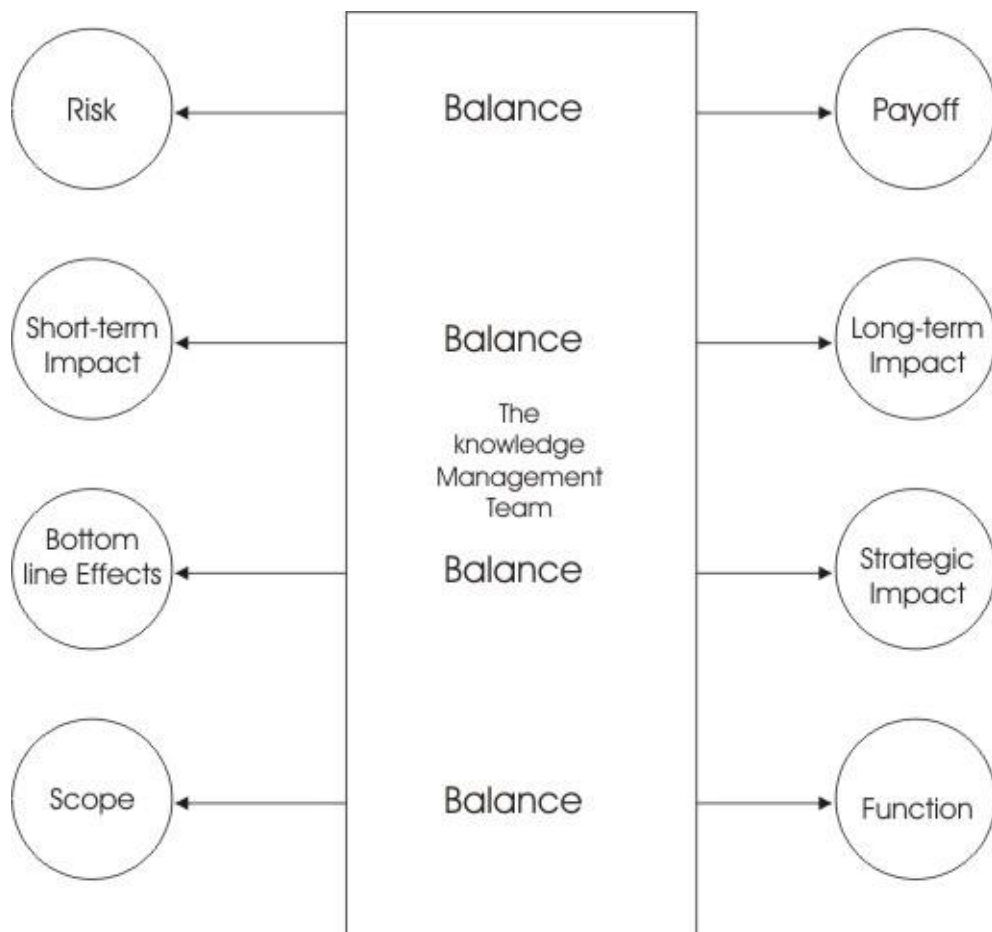 Risk
Balance
Payoff
Short-term
Impact
Balance
Long-term
Impact
The
knowledge
Management
Team
Bottom
line Effects
Balance
Strategic
Impact
Scope
Balance
Function